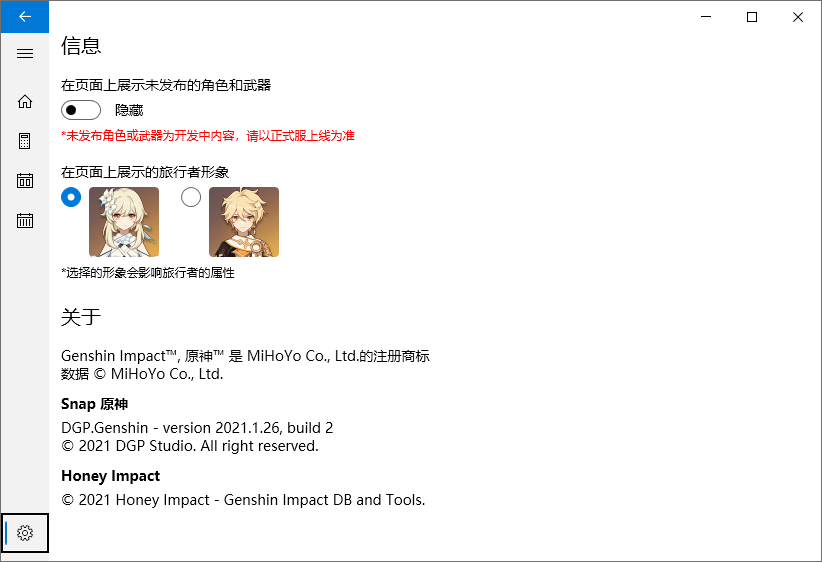 信息
在页面上展示未发布的角色和武器
隐藏
*未发布角色或武器为开发中内容，请以正式服上线为准
在页面上展示的旅行者形象
*选择的形象会影响旅行者的属性
关于
Genshin Impact™, 原神™ 是 MiHoYo Co., Ltd.的注册商标
数据 © MiHoYo Co., Ltd.
Snap 原神
DGP.Genshin - version 2021.1.26, build 2
© 2021 DGP Studio. All right reserved.
Honey Impact
© 2021 Honey Impact - Genshin Impact DB and Tools.